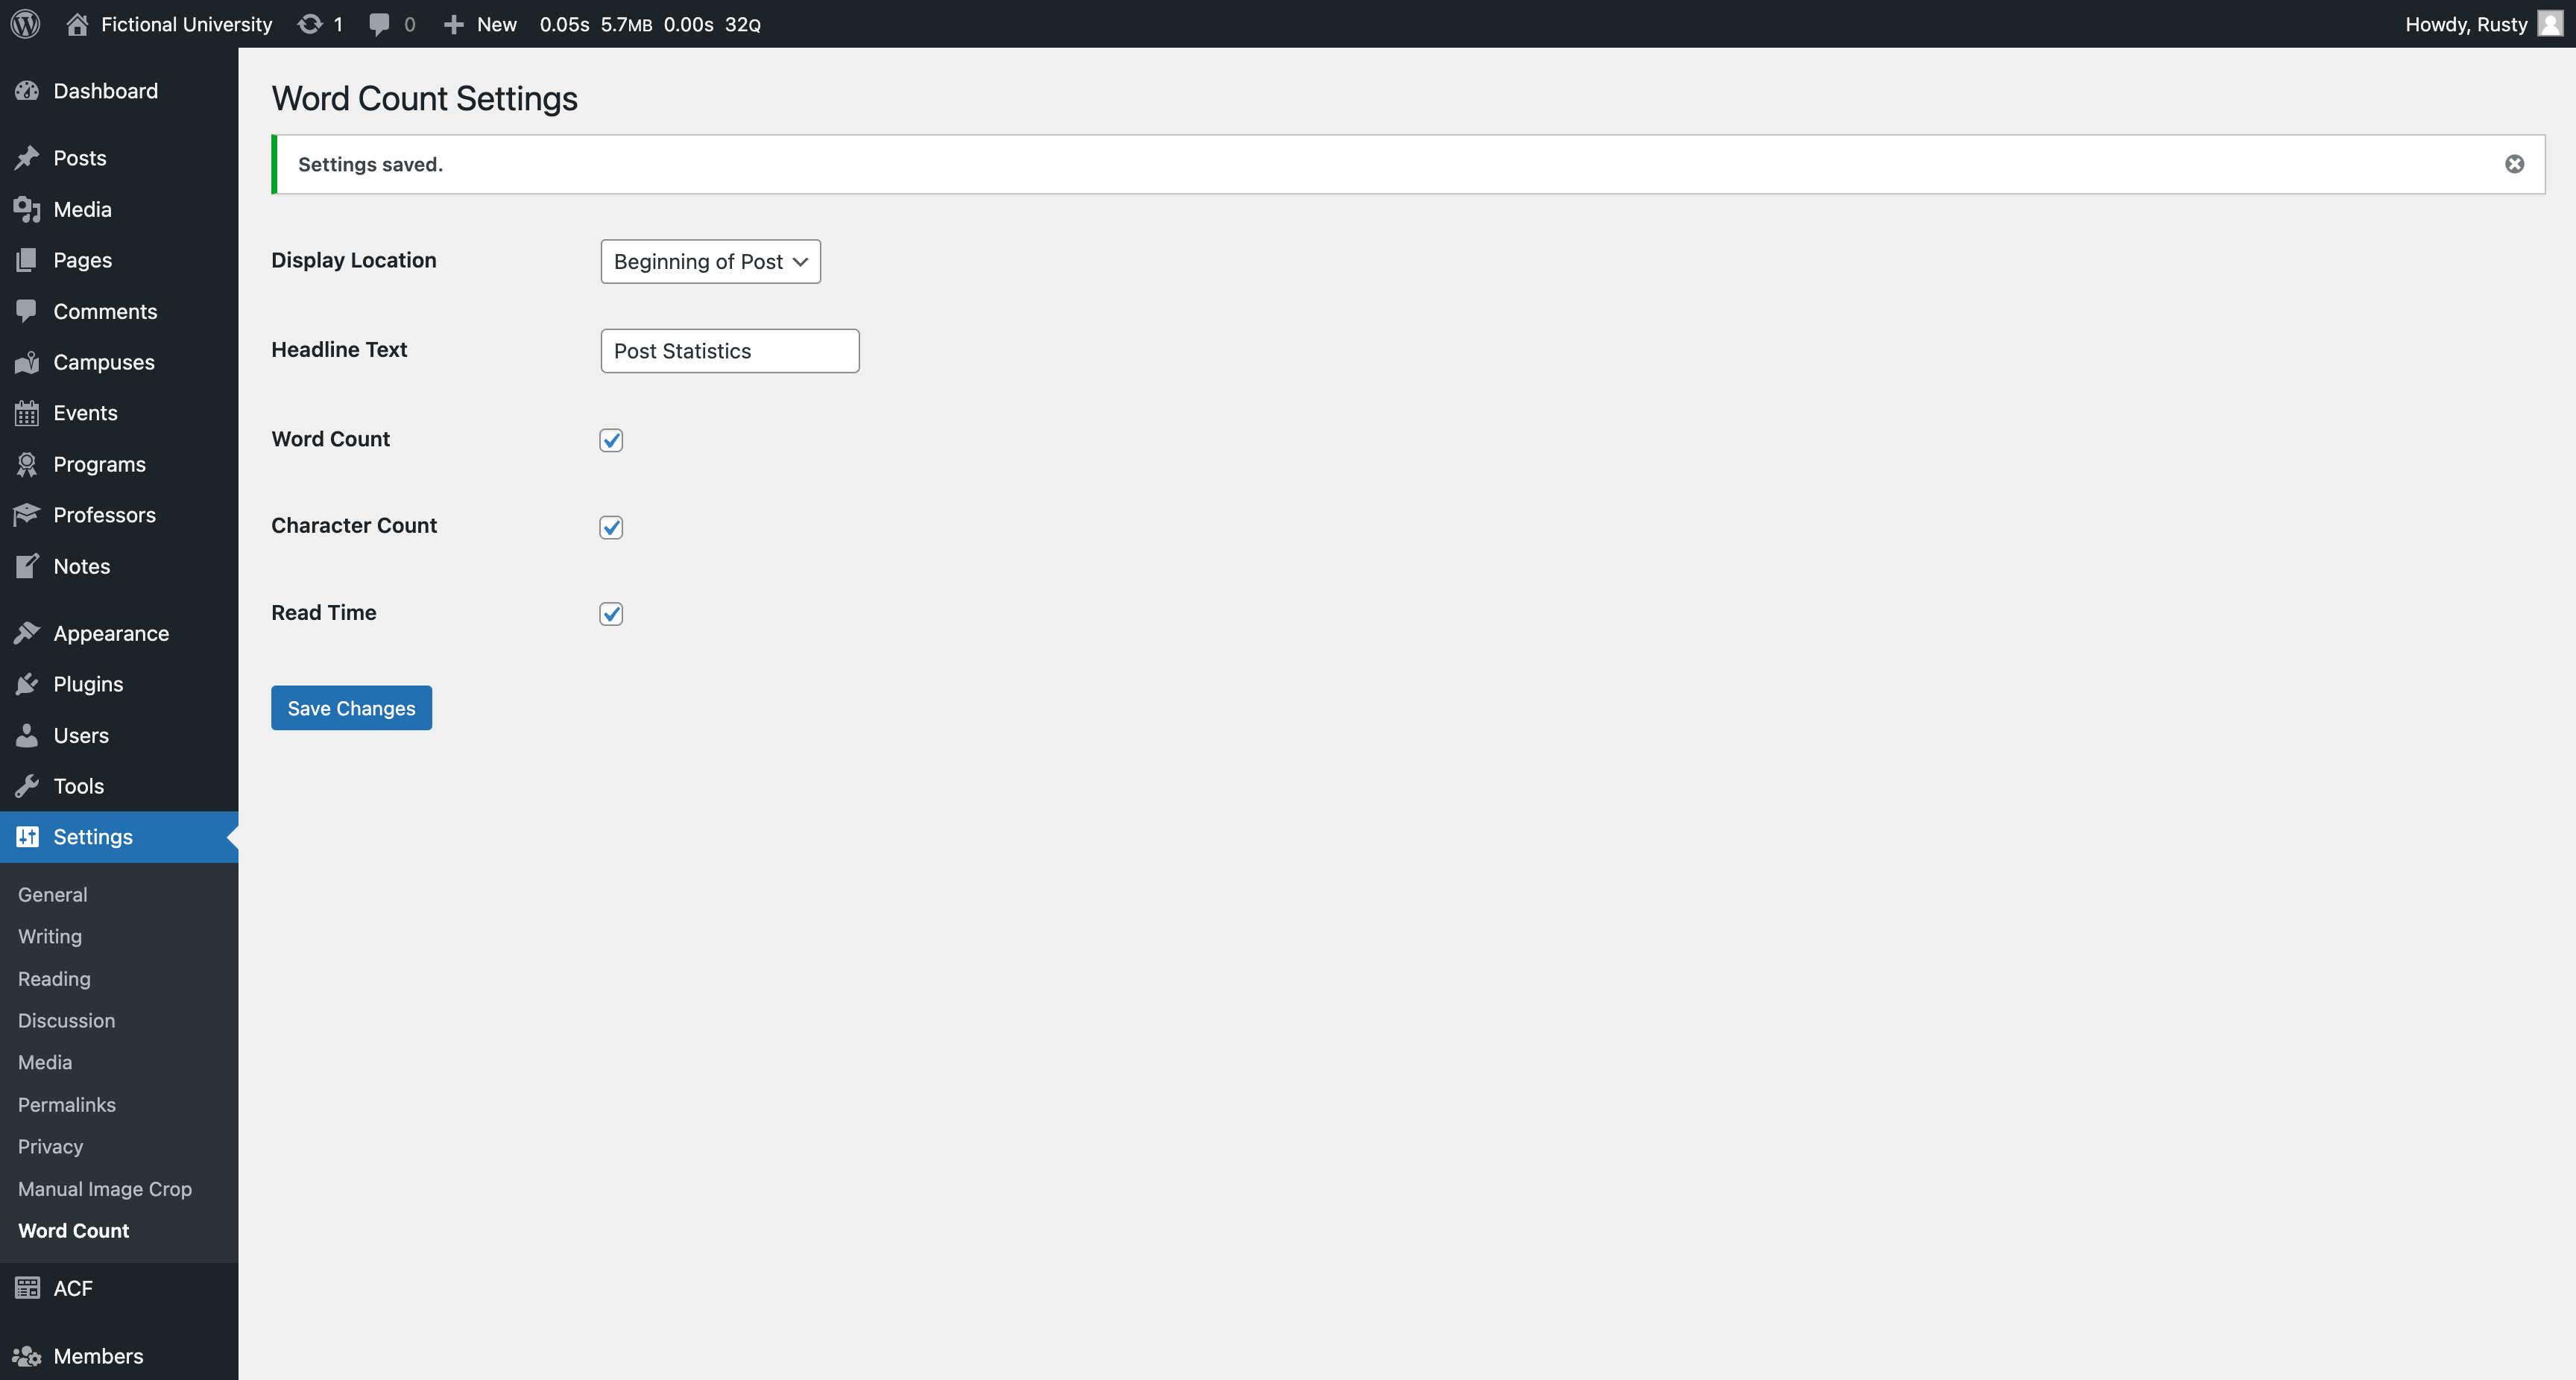 Fictional University 1 0 New 0.05s 5.7MB 0.00s 32Q Howdy, Rusty
Dashboard
Posts
Media
Pages
Comments
Campuses
Events
Programs
Professors
Notes
Appearance
Plugins
Users
Tools
Settings
General
Writing
Reading
Discussion
Media
Permalinks
Privacy
Manual Image Crop
Word Count
ACF
Members
Word Count Settings
Settings saved.
Display Location Beginning of Post
Headline Text Post Statistics
Word Count
Character Count
Read Time
Save Changes